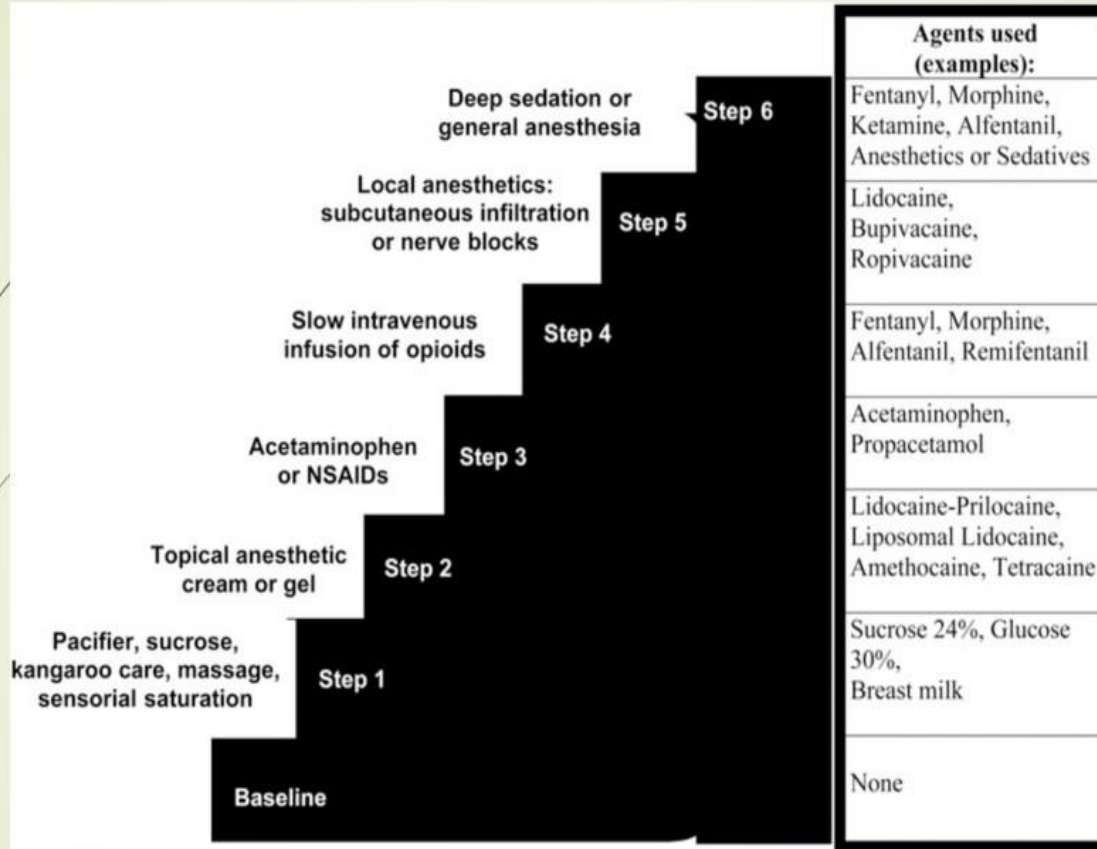 Agents used
(examples):
Deep sedation or
general anesthesia
Step 6
Fentanyl, Morphine,
Ketamine, Alfentanil,
Anesthetics or Sedatives
Local anesthetics:
subcutaneous infiltration
or nerve blocks
Step 5
Lidocaine,
Bupivacaine,
Ropivacaine
Slow intravenous
infusion of opioids
Step 4
Fentanyl, Morphine,
Alfentanil, Remifentanil
Acetaminophen
or NSAIDs
Step 3
Acetaminophen,
Propacetamol
Topical anesthetic
cream or gel
Step 2
Lidocaine-Prilocaine,
Liposomal Lidocaine,
Amethocaine, Tetracaine
Pacifier, sucrose,
kangaroo care, massage,
sensorial saturation
Step 1
Sucrose 24%, Glucose
30%,
Breast milk
Baseline
None